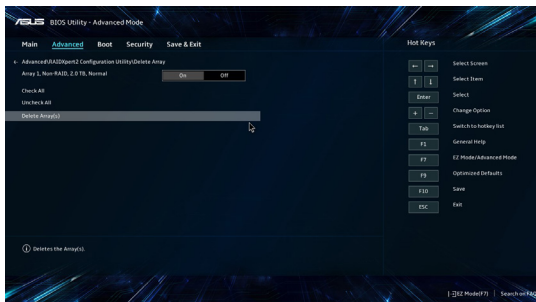 ASUS BIOS Utility - Advanced Mode
Main Advanced Boot Security Save & Exit
Hot Keys
← Advanced\RAIDXpert2 Configuration Utility\Delete Array
Array 1, Non-RAID, 2.0 TB, Normal On Off
Check All
Uncheck All
Delete Array(s)
← → Select Screen
↑ ↓ Select Item
Enter Select
+ - Change Option
Tab Switch to hotkey list
F1 General Help
F7 EZ Mode/Advanced Mode
F9 Optimized Defaults
F10 Save
ESC Exit
Deletes the Array(s).
EZ Mode(F7) | Search on FAQ